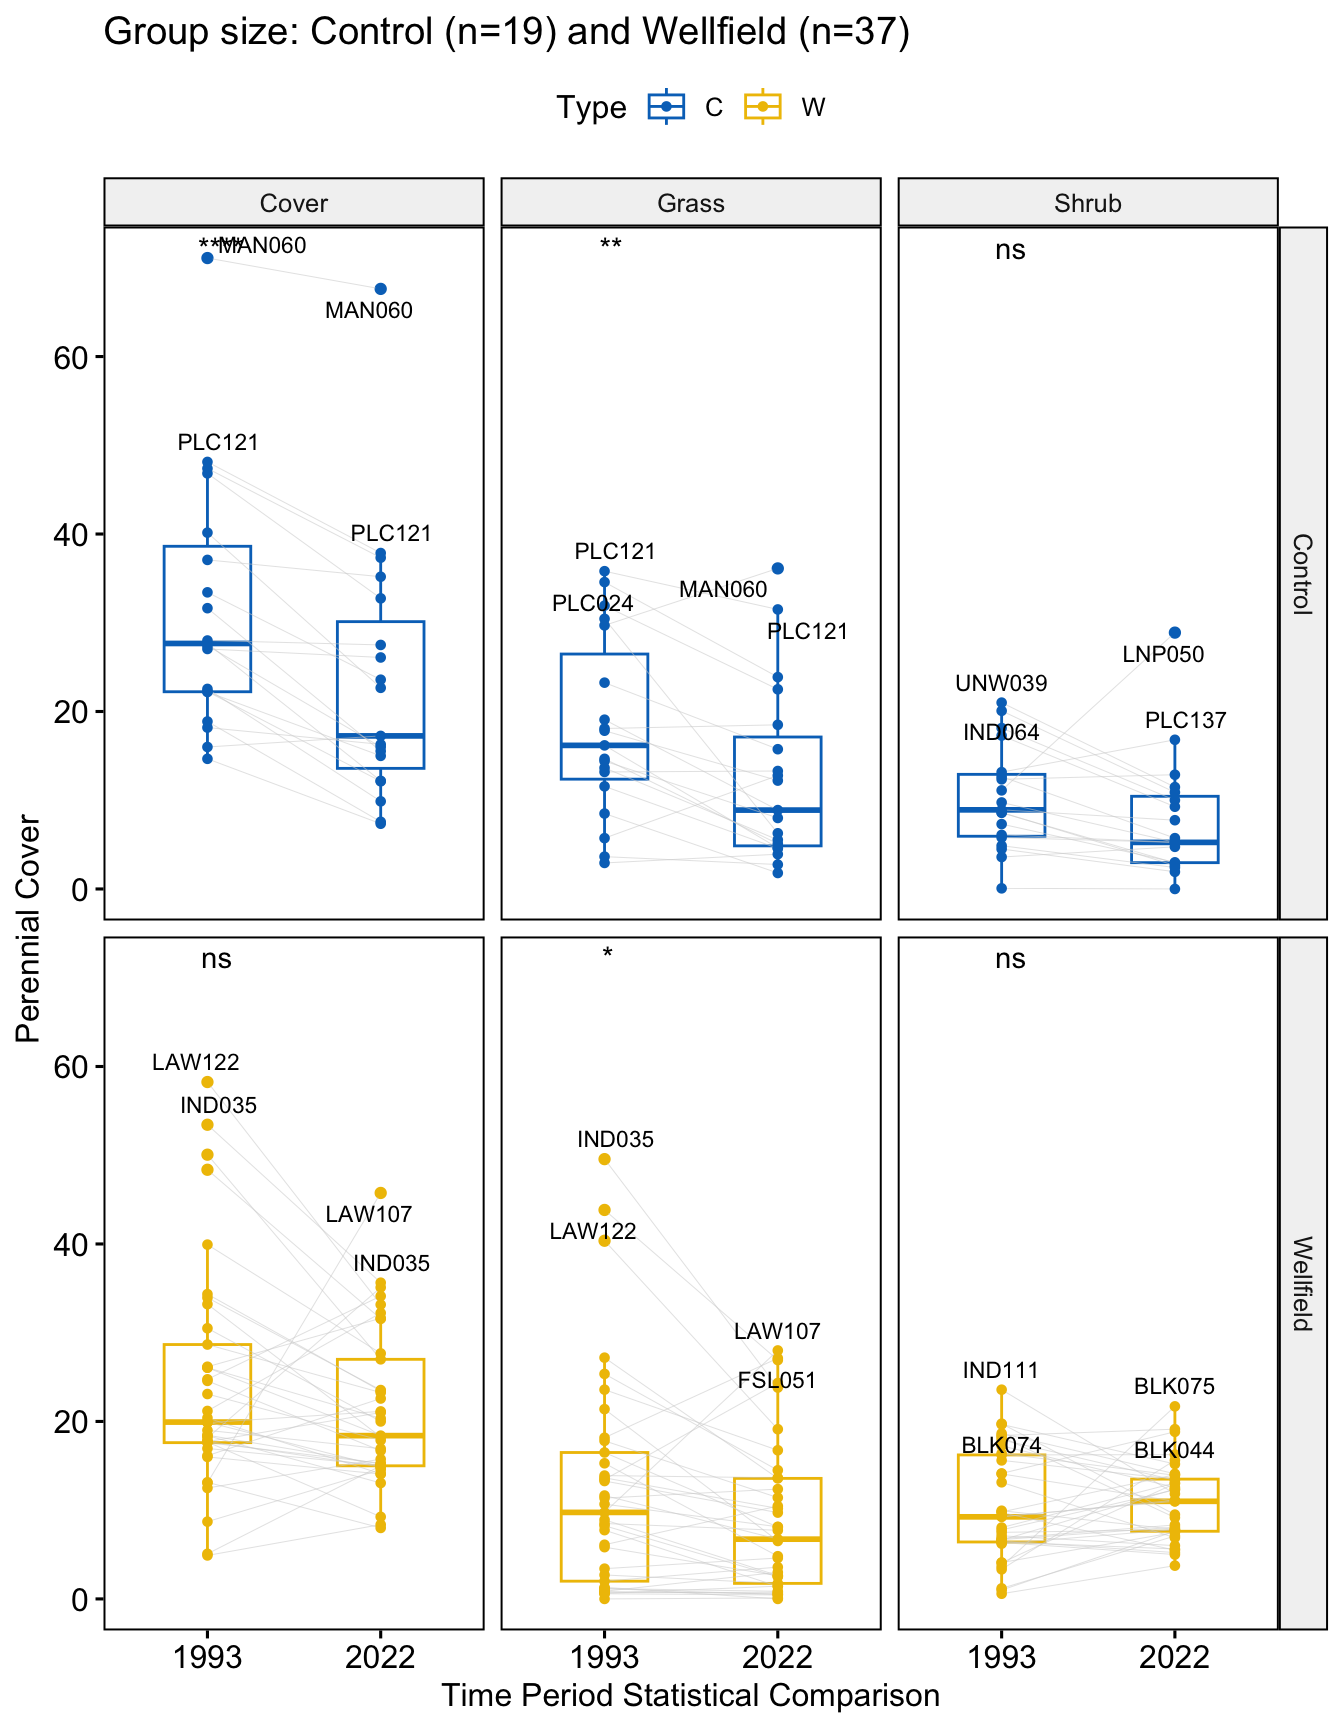 Group size: Control (n=19) and Wellfield (n=37)
Type C W
Cover Grass Shrub
**** MAN060
**
ns
MAN060
60
PLC121
40
PLC121
PLC121
MAN060
PLC024
PLC121
LNP050
UNW039
PLC137
IND064
20
0
Control
Perennial Cover
ns
*
ns
LAW122
60
IND035
IND035
LAW107
LAW122
40
IND035
LAW107
FSL051
IND111
BLK075
BLK074
BLK044
20
0
Wellfield
1993 2022 1993 2022 1993 2022
Time Period Statistical Comparison